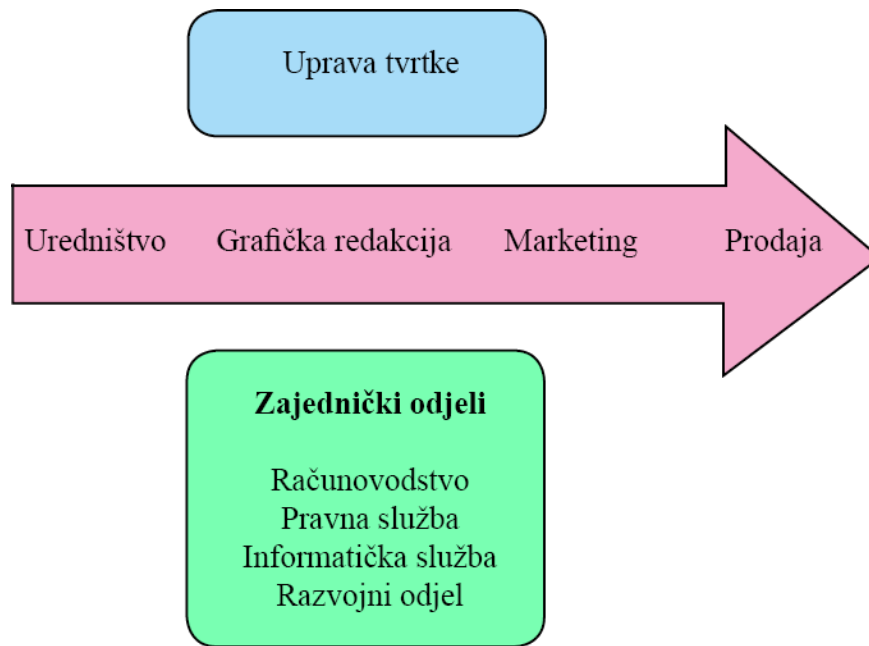 Uprava tvrtke
Uredništvo Grafička redakcija Marketing Prodaja
Zajednički odjeli
Računovodstvo
Pravna služba
Informatička služba
Razvojni odjel